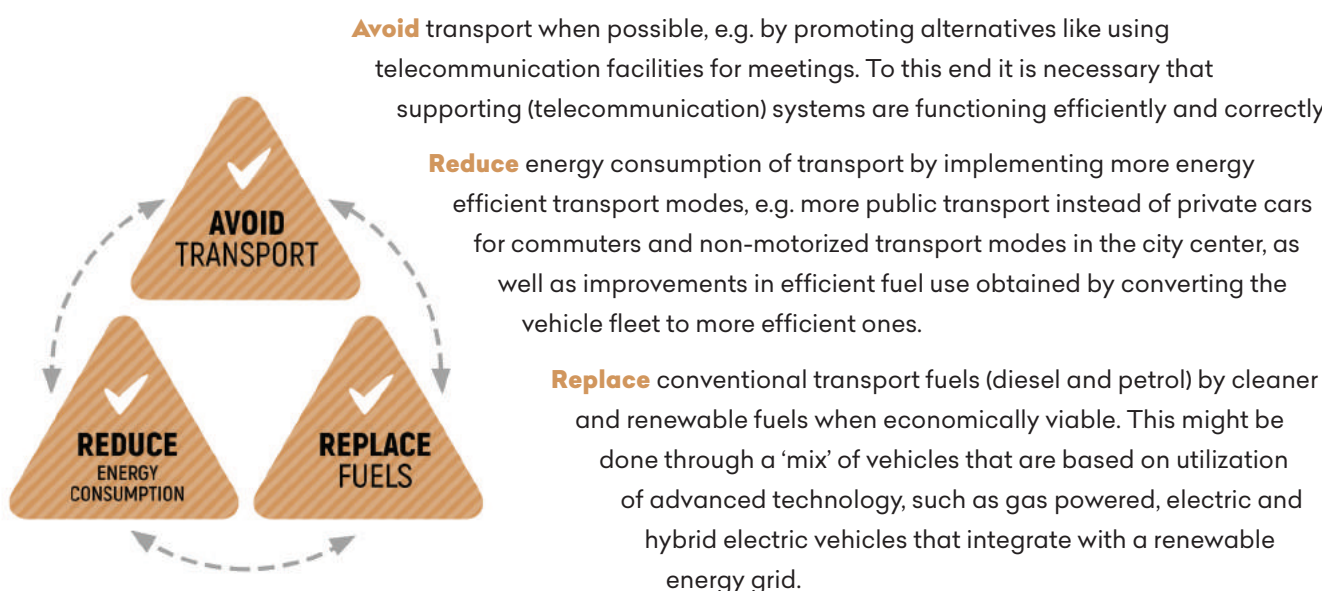 Avoid transport when possible, e.g. by promoting alternatives like using
telecommunication facilities for meetings. To this end it is necessary that
supporting (telecommunication) systems are functioning efficiently and correctly
Reduce energy consumption of transport by implementing more energy
efficient transport modes, e.g. more public transport instead of private cars
for commuters and non-motorized transport modes in the city center, as
well as improvements in efficient fuel use obtained by converting the
vehicle fleet to more efficient ones.
Replace conventional transport fuels (diesel and petrol) by cleaner
and renewable fuels when economically viable. This might be
done through a ‘mix’ of vehicles that are based on utilization
of advanced technology, such as gas powered, electric and
hybrid electric vehicles that integrate with a renewable
energy grid.
AVOID
TRANSPORT
REDUCE
ENERGY
CONSUMPTION
REPLACE
FUELS